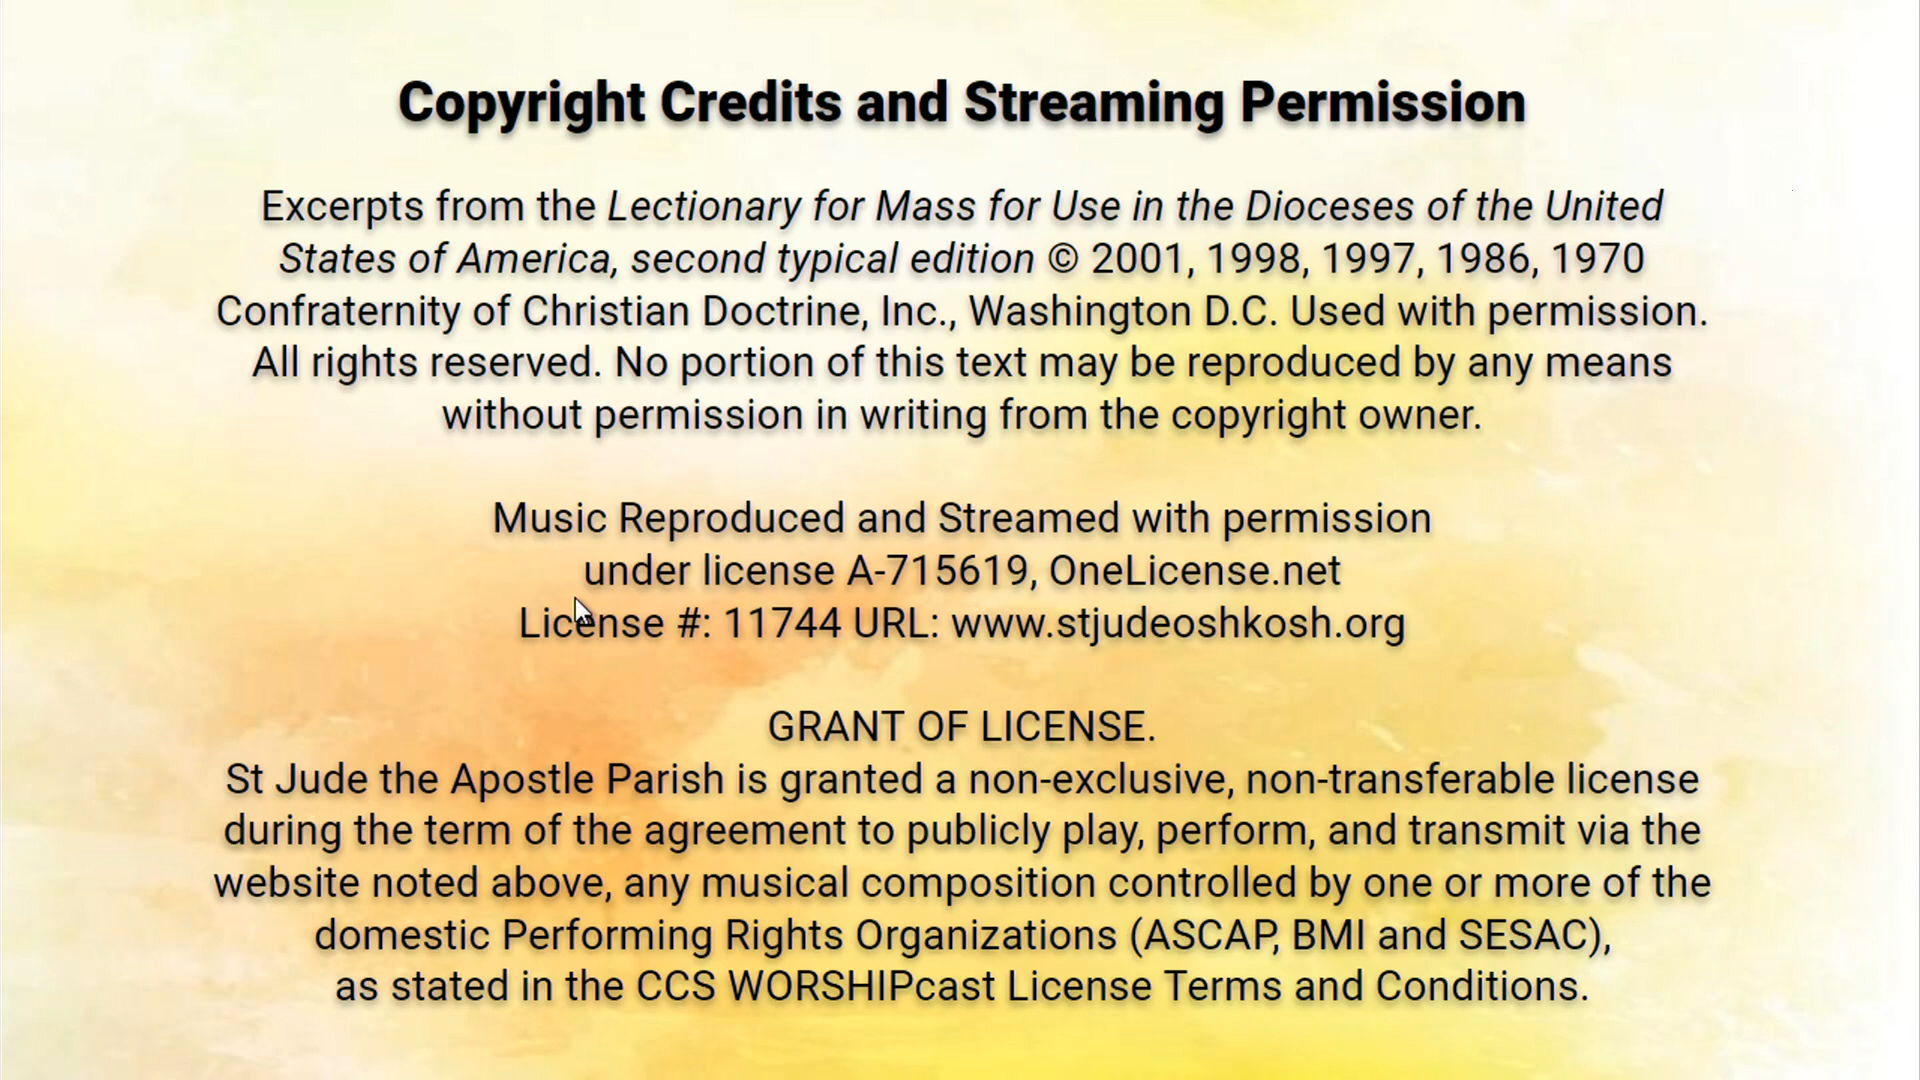 Copyright Credits and Streaming Permission
Excerpts from the Lectionary for Mass for Use in the Dioceses of the United
States of America, second typical edition © 2001, 1998, 1997, 1986, 1970
Confraternity of Christian Doctrine, Inc., Washington D.C. Used with permission.
All rights reserved. No portion of this text may be reproduced by any means
without permission in writing from the copyright owner.
Music Reproduced and Streamed with permission
under license A-715619, OneLicense.net
License #: 11744 URL: www.stjudeoshkosh.org
GRANT OF LICENSE.
St Jude the Apostle Parish is granted a non-exclusive, non-transferable license
during the term of the agreement to publicly play, perform, and transmit via the
website noted above, any musical composition controlled by one or more of the
domestic Performing Rights Organizations (ASCAP, BMI and SESAC),
as stated in the CCS WORSHIPcast License Terms and Conditions.